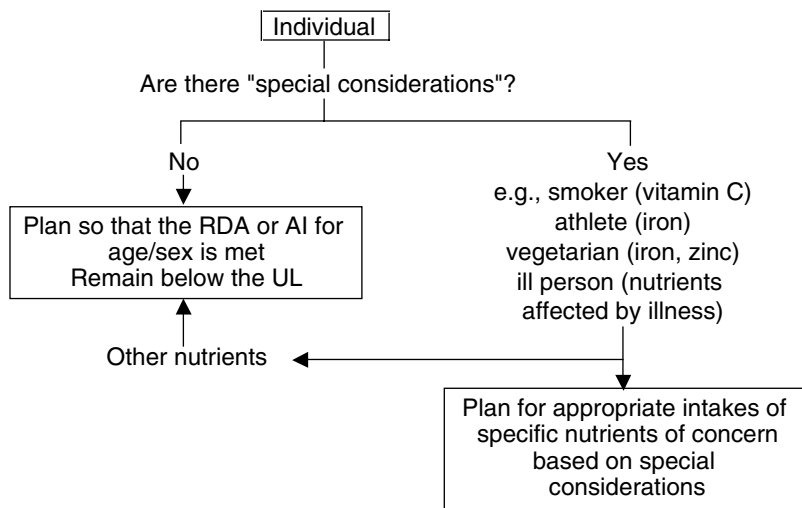 Individual
Are there "special considerations"?
No
Plan so that the RDA or AI for
age/sex is met
Remain below the UL
Other nutrients
Yes
e.g., smoker (vitamin C)
athlete (iron)
vegetarian (iron, zinc)
ill person (nutrients
affected by illness)
Plan for appropriate intakes of
specific nutrients of concern
based on special
considerations